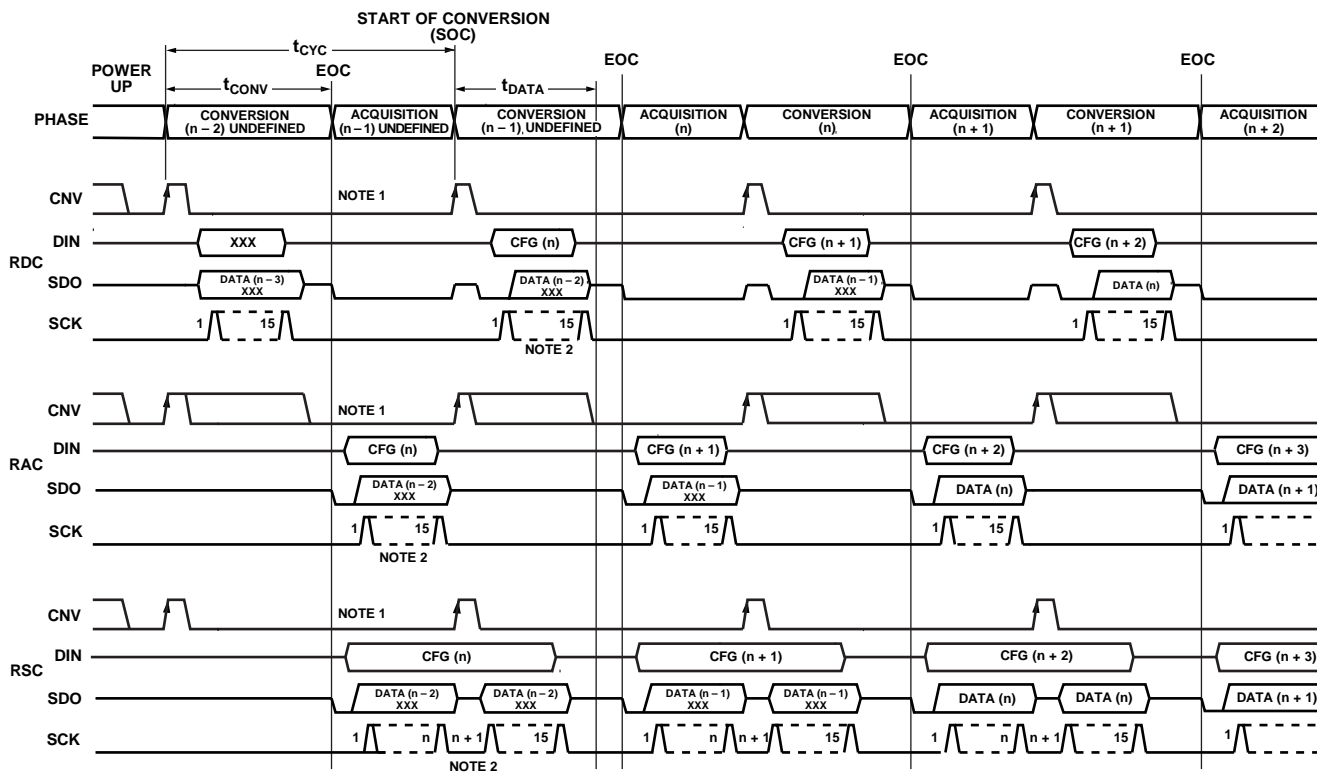 START OF CONVERSION
(SOC)
tCYC
POWER
UP
EOC
EOC
EOC
EOC
tCONV
tDATA
PHASE
CONVERSION
(n – 2) UNDEFINED
ACQUISITION
(n – 1) UNDEFINED
CONVERSION
(n – 1) UNDEFINED
ACQUISITION
(n)
CONVERSION
(n)
ACQUISITION
(n + 1)
CONVERSION
(n + 1)
ACQUISITION
(n + 2)
CNV
NOTE 1
RDC
DIN
XXX
CFG (n)
CFG (n + 1)
CFG (n + 2)
SDO
DATA (n – 3)
XXX
DATA (n – 2)
XXX
DATA (n – 1)
XXX
DATA (n)
SCK
1 15
1 15
1 15
1 15
NOTE 2
CNV
NOTE 1
RAC
DIN
CFG (n)
CFG (n + 1)
CFG (n + 2)
CFG (n + 3)
SDO
DATA (n – 2)
XXX
DATA (n – 1)
XXX
DATA (n)
DATA (n + 1)
SCK
1 15
1 15
1 15
1
NOTE 2
CNV
NOTE 1
RSC
DIN
CFG (n)
CFG (n + 1)
CFG (n + 2)
CFG (n + 3)
SDO
DATA (n – 2)
XXX
DATA (n – 2)
XXX
DATA (n – 1)
XXX
DATA (n – 1)
XXX
DATA (n)
DATA (n)
DATA (n + 1)
SCK
1 n n + 1 15
1 n n + 1 15
1 n n + 1 15
1
NOTE 2